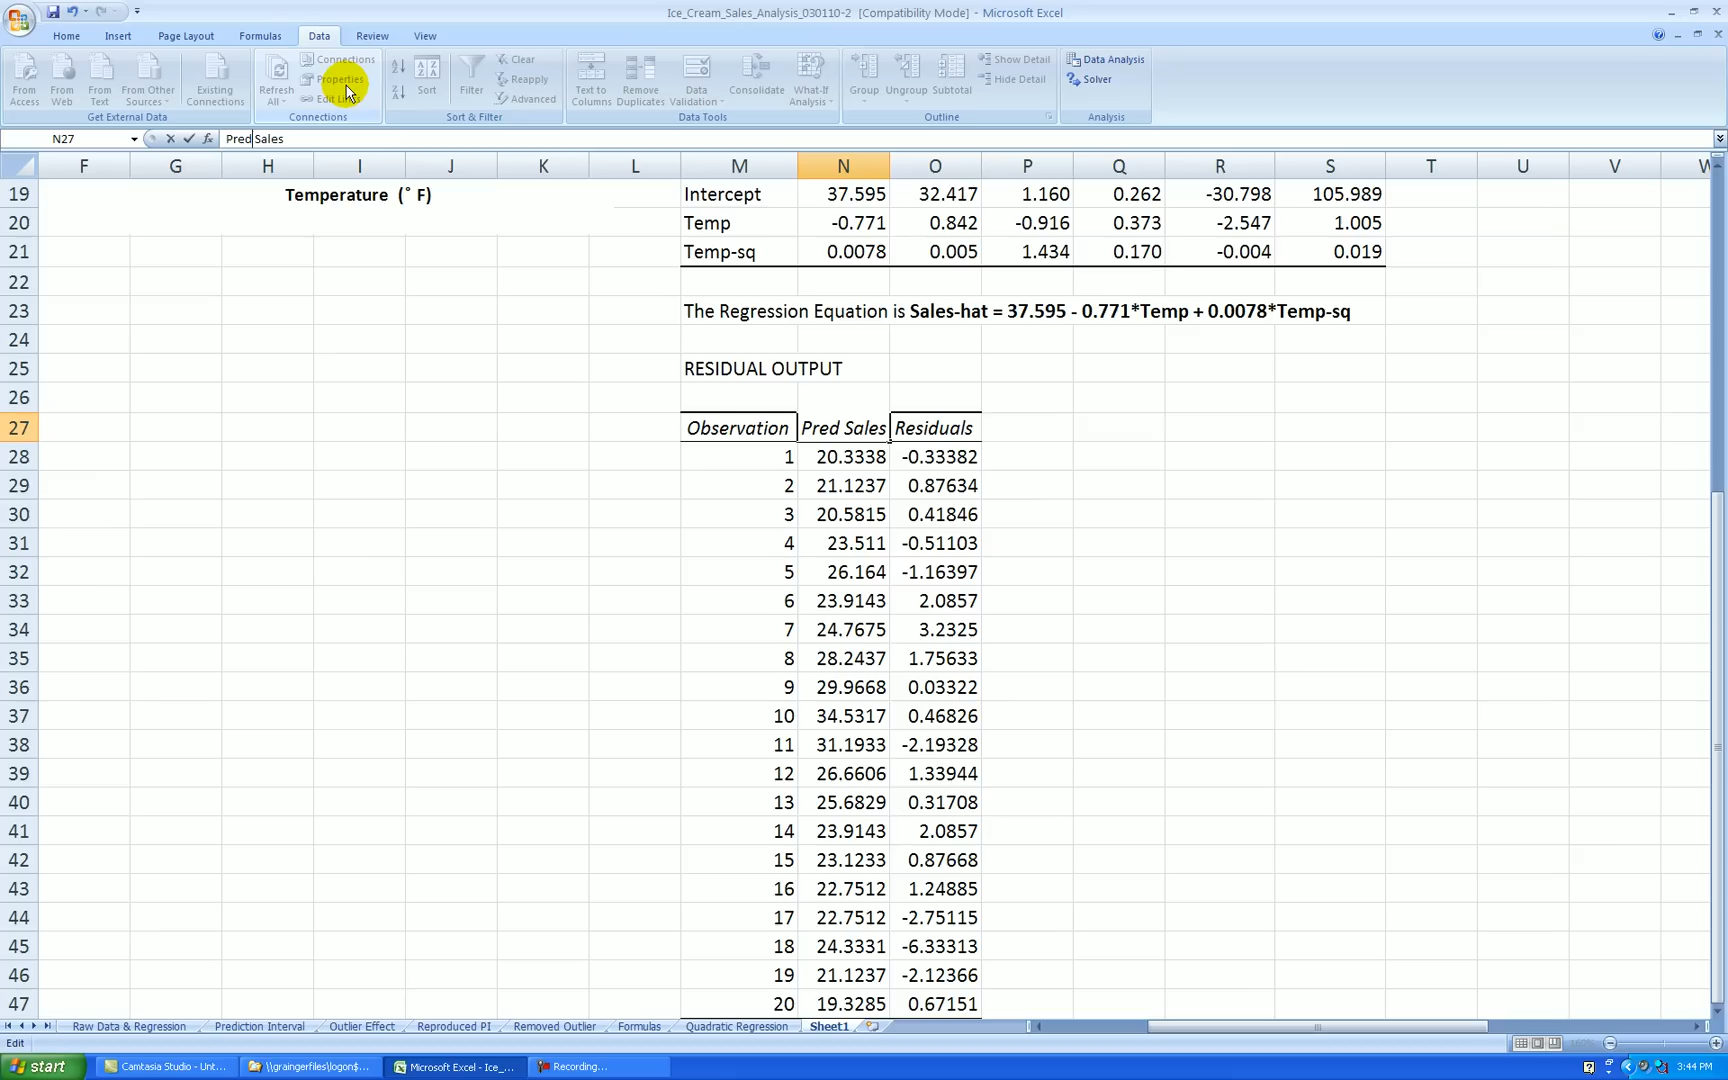 Ice_Cream_Sales_Analysis_030110-2 [Compatibility Mode] - Microsoft Excel
Home Insert Page Layout Formulas Data Review View
From Access
From Web
From Text
From Other Sources
Existing Connections
Get External Data
Refresh All
Connections
Properties
Connections
Sort
Filter
Clear
Reapply
Advanced
Sort & Filter
Text to Columns
Remove Duplicates
Data Validation
Consolidate
What-If Analysis
Data Tools
Group
Ungroup
Subtotal
Show Detail
Hide Detail
Outline
Data Analysis
Solver
Analysis
N27 Pred Sales
F G H I J K L M N O P Q R S T U V W
19 Temperature (° F) Intercept 37.595 32.417 1.160 0.262 -30.798 105.989
20 Temp -0.771 0.842 -0.916 0.373 -2.547 1.005
21 Temp-sq 0.0078 0.005 1.434 0.170 -0.004 0.019
22
23 The Regression Equation is Sales-hat = 37.595 - 0.771*Temp + 0.0078*Temp-sq
24
25 RESIDUAL OUTPUT
26
27 Observation Pred Sales Residuals
28 1 20.3338 -0.33382
29 2 21.1237 0.87634
30 3 20.5815 0.41846
31 4 23.511 -0.51103
32 5 26.164 -1.16397
33 6 23.9143 2.0857
34 7 24.7675 3.2325
35 8 28.2437 1.75633
36 9 29.9668 0.03322
37 10 34.5317 0.46826
38 11 31.1933 -2.19328
39 12 26.6606 1.33944
40 13 25.6829 0.31708
41 14 23.9143 2.0857
42 15 23.1233 0.87668
43 16 22.7512 1.24885
44 17 22.7512 -2.75115
45 18 24.3331 -6.33313
46 19 21.1237 -2.12366
47 20 19.3285 0.67151
Raw Data & Regression Prediction Interval Outlier Effect Reproduced PI Removed Outlier Formulas Quadratic Regression Sheet1
Edit
start Camtasia Studio - Unt... \\graingerfiles\logon$... Microsoft Excel - Ice_... Recording... 3:44 PM